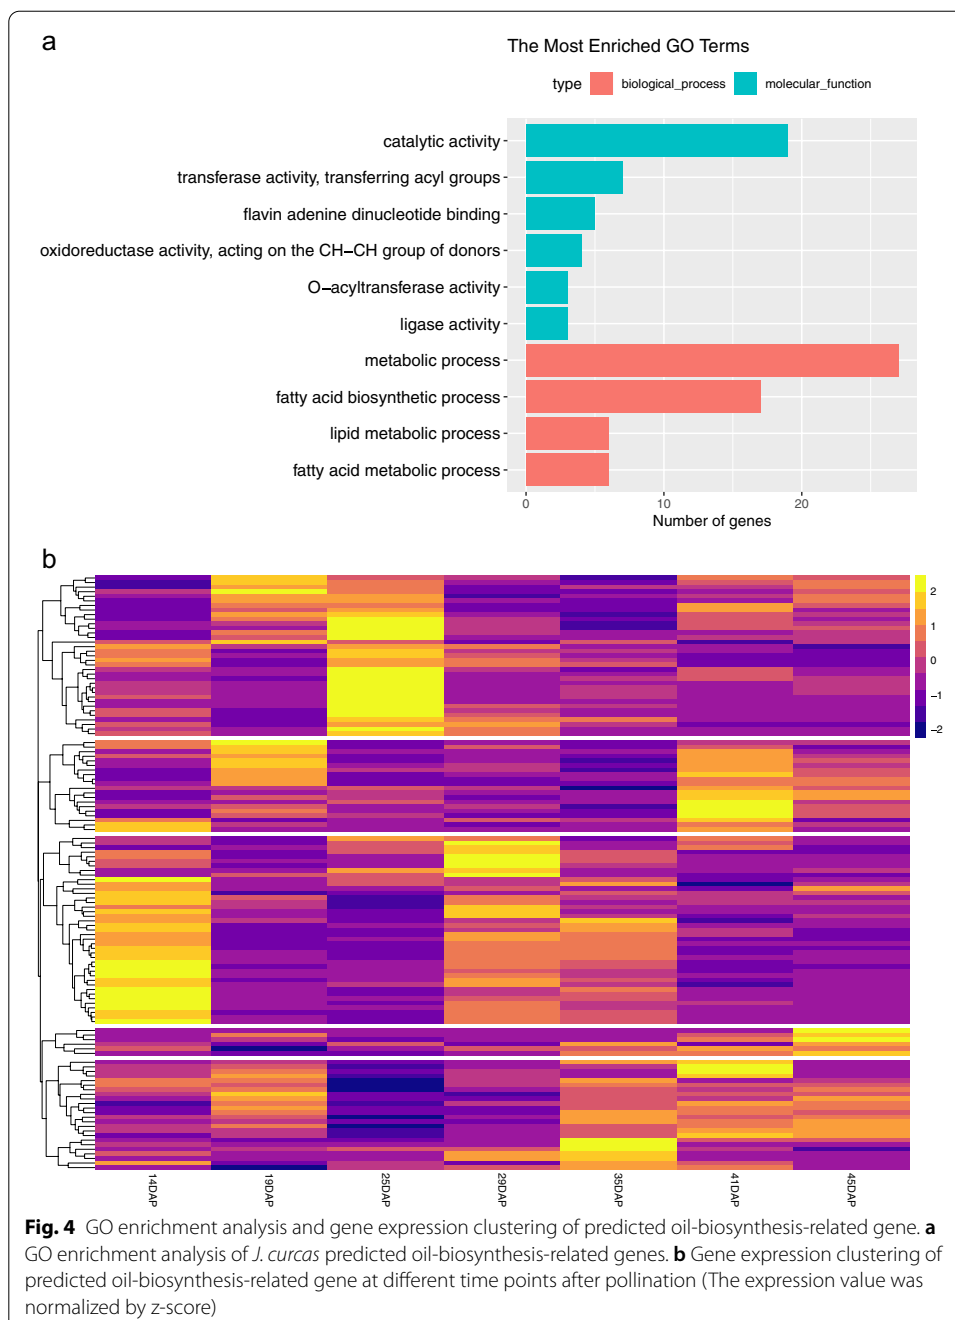 a
The Most Enriched GO Terms
type biological_process molecular_function
catalytic activity
transferase activity, transferring acyl groups
flavin adenine dinucleotide binding
oxidoreductase activity, acting on the CH−CH group of donors
O−acyltransferase activity
ligase activity
metabolic process
fatty acid biosynthetic process
lipid metabolic process
fatty acid metabolic process
0 10 20
Number of genes
b
2
1
0
−1
−2
14DAP 19DAP 25DAP 29DAP 35DAP 41DAP 45DAP
Fig. 4 GO enrichment analysis and gene expression clustering of predicted oil-biosynthesis-related gene. a
GO enrichment analysis of J. curcas predicted oil-biosynthesis-related genes. b Gene expression clustering of
predicted oil-biosynthesis-related gene at different time points after pollination (The expression value was
normalized by z-score)